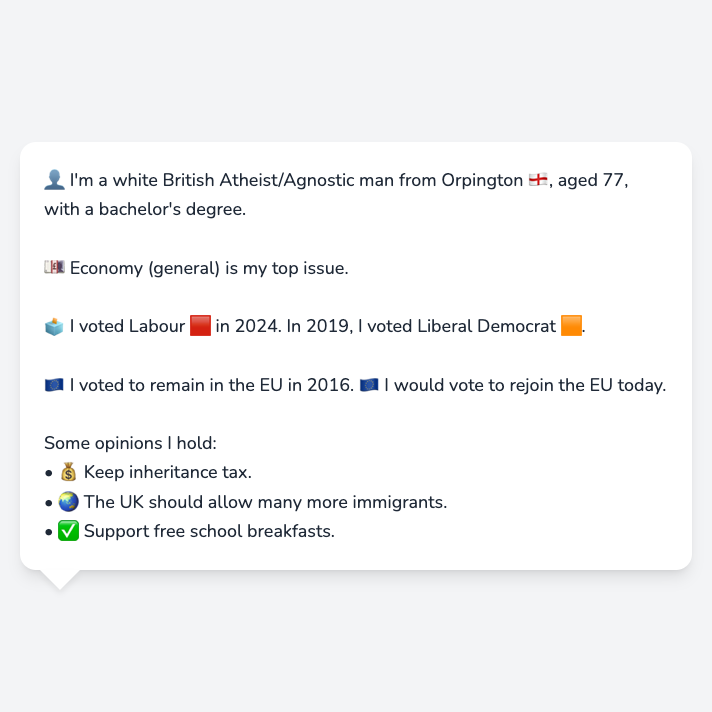 👤 I'm a white British Atheist/Agnostic man from Orpington 🏴󠁧󠁢󠁥󠁮󠁧󠁿, aged 77,
with a bachelor's degree.
💷 Economy (general) is my top issue.
🗳️ I voted Labour 🟥 in 2024. In 2019, I voted Liberal Democrat 🟧.
🇪🇺 I voted to remain in the EU in 2016. 🇪🇺 I would vote to rejoin the EU today.
Some opinions I hold:
• 💰 Keep inheritance tax.
• 🌏 The UK should allow many more immigrants.
• ✅ Support free school breakfasts.